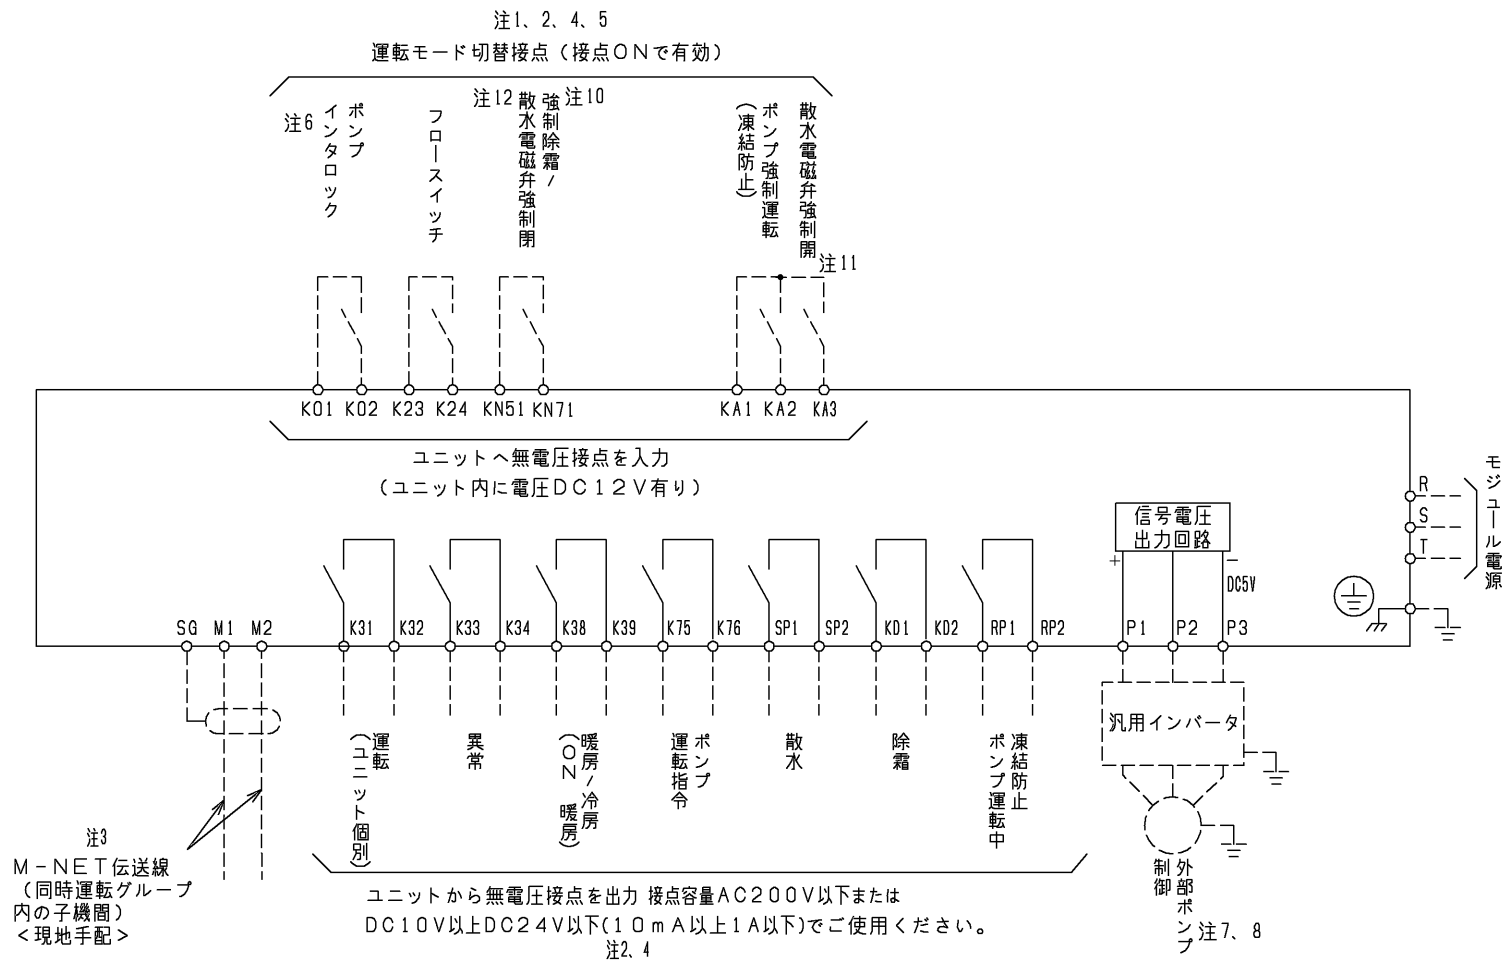 注1、2、4、5
運転モード切替接点(接点ONで有効)
注6
ポンプ
インタロック
フロースイッチ
注12
強制除霜/
散水電磁弁強制閉
注10
ポンプ強制運転
(凍結防止)
散水電磁弁強制開
注11
K01 K02 K23 K24 KN51 KN71 KA1 KA2 KA3
ユニットへ無電圧接点を入力
(ユニット内に電圧DC12V有り)
モジュール電源
R
S
T
信号電圧
出力回路
+ −
DC5V
SG M1 M2 K31 K32 K33 K34 K38 K39 K75 K76 SP1 SP2 KD1 KD2 RP1 RP2 P1 P2 P3
運転
(ユニット個別)
異常
暖房/冷房
(ON 暖房)
ポンプ
運転指令
散水
除霜
凍結防止
ポンプ運転中
汎用インバータ
外部ポンプ
制御
注7、8
注3
M-NET伝送線
(同時運転グループ
内の子機間)
<現地手配>
ユニットから無電圧接点を出力 接点容量AC200V以下または
DC10V以上DC24V以下(10mA以上1A以下)でご使用ください。
注2、4